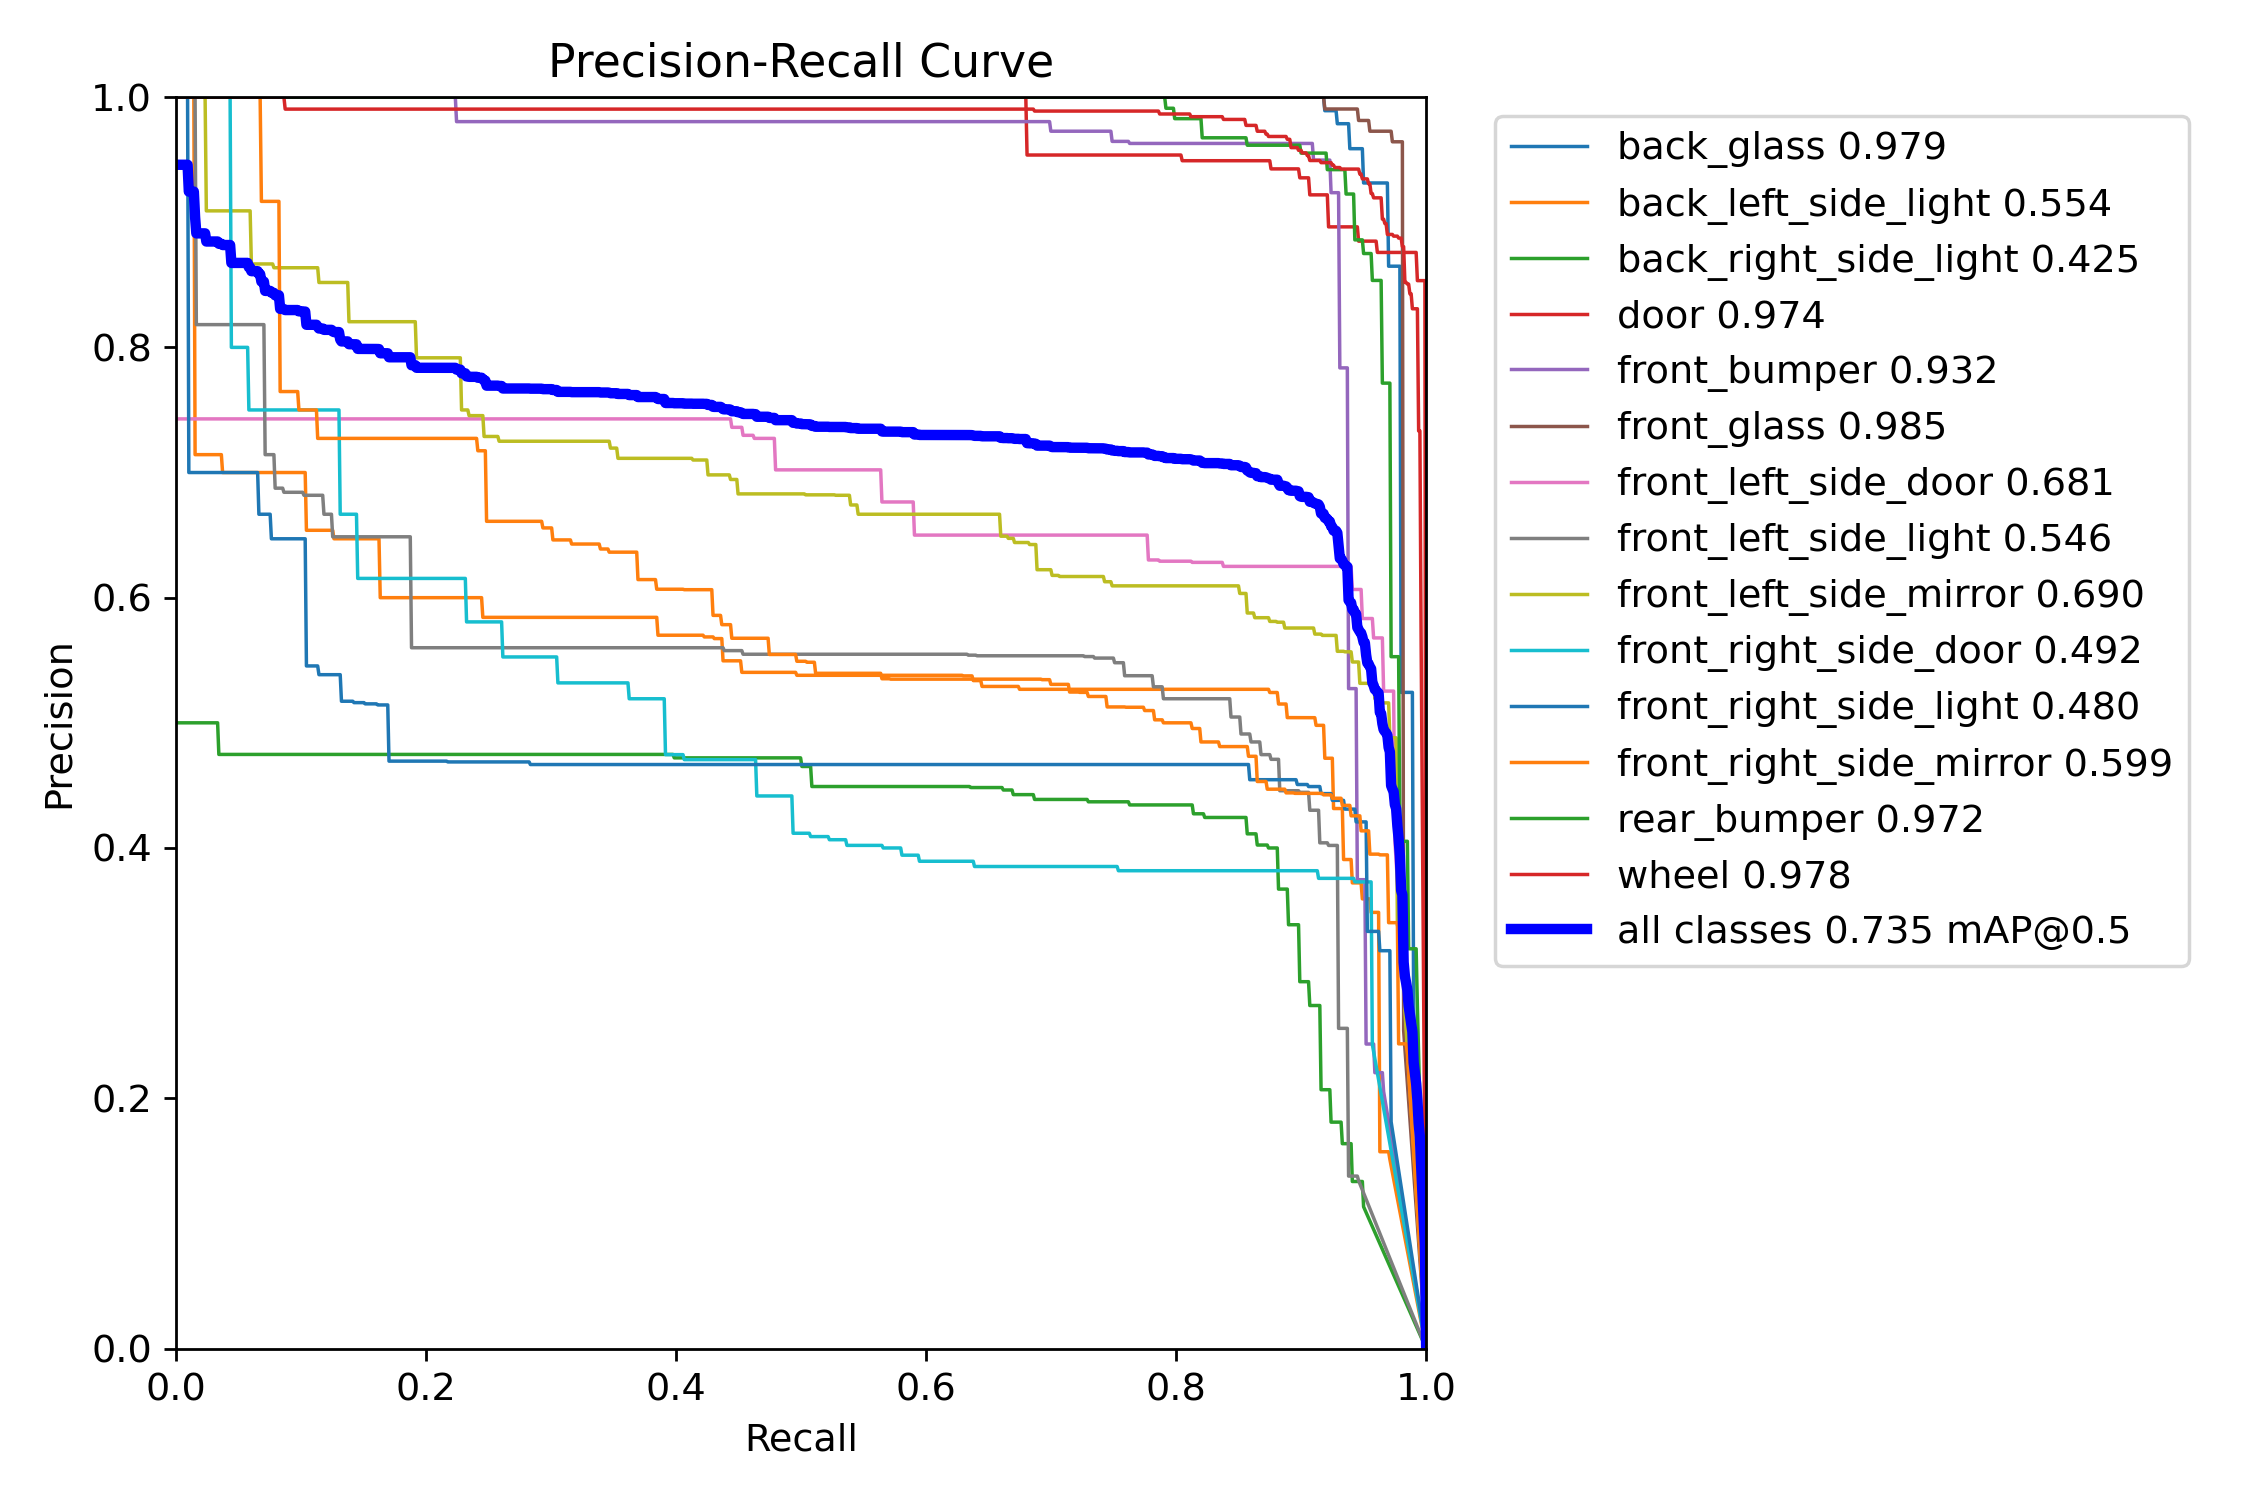 Precision-Recall Curve
1.0
0.8
0.6
0.4
0.2
0.0
Precision
0.0 0.2 0.4 0.6 0.8 1.0
Recall
back_glass 0.979
back_left_side_light 0.554
back_right_side_light 0.425
door 0.974
front_bumper 0.932
front_glass 0.985
front_left_side_door 0.681
front_left_side_light 0.546
front_left_side_mirror 0.690
front_right_side_door 0.492
front_right_side_light 0.480
front_right_side_mirror 0.599
rear_bumper 0.972
wheel 0.978
all classes 0.735 mAP@0.5